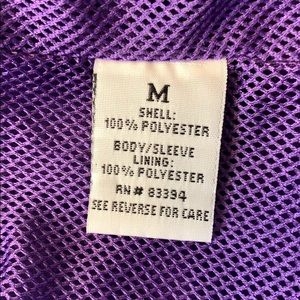 M
SHELL:
100% POLYESTER
BODY/SLEEVE
LINING:
100% POLYESTER
RN# 83394
SEE REVERSE FOR CARE